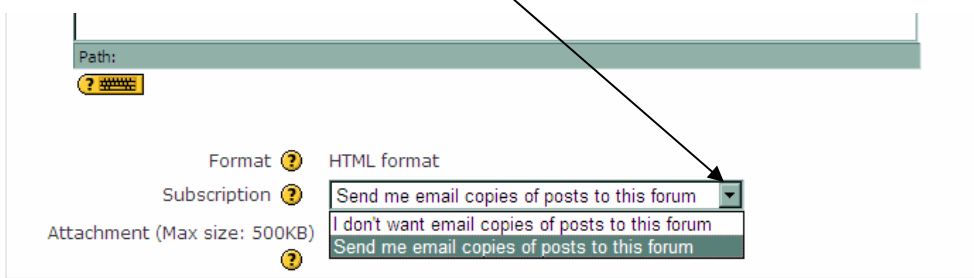 Path:
?
Format ? HTML format
Subscription ? Send me email copies of posts to this forum
I don't want email copies of posts to this forum
Attachment (Max size: 500KB) Send me email copies of posts to this forum
?